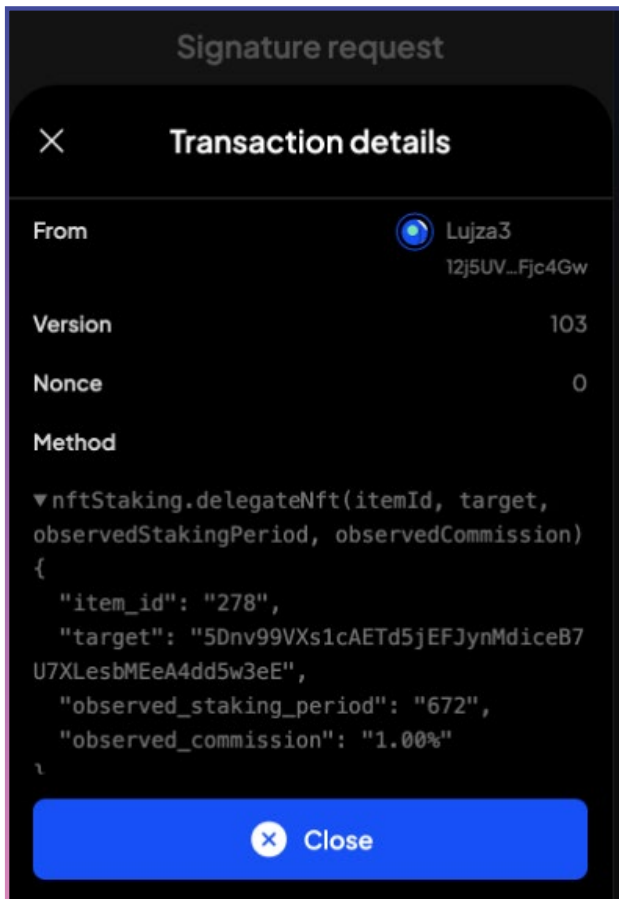 Signature request
Transaction details
From
Lujza3
12j5UV...Fjc4Gw
Version
103
Nonce
0
Method
▼nftStaking.delegateNft(itemId, target,
observedStakingPeriod, observedCommission)
{
"item_id": "278",
"target": "5Dnv99VXs1cAETd5jEFJynMdiceB7
U7XLesbMEeA4dd5w3eE",
"observed_staking_period": "672",
"observed_commission": "1.00%"
}
Close